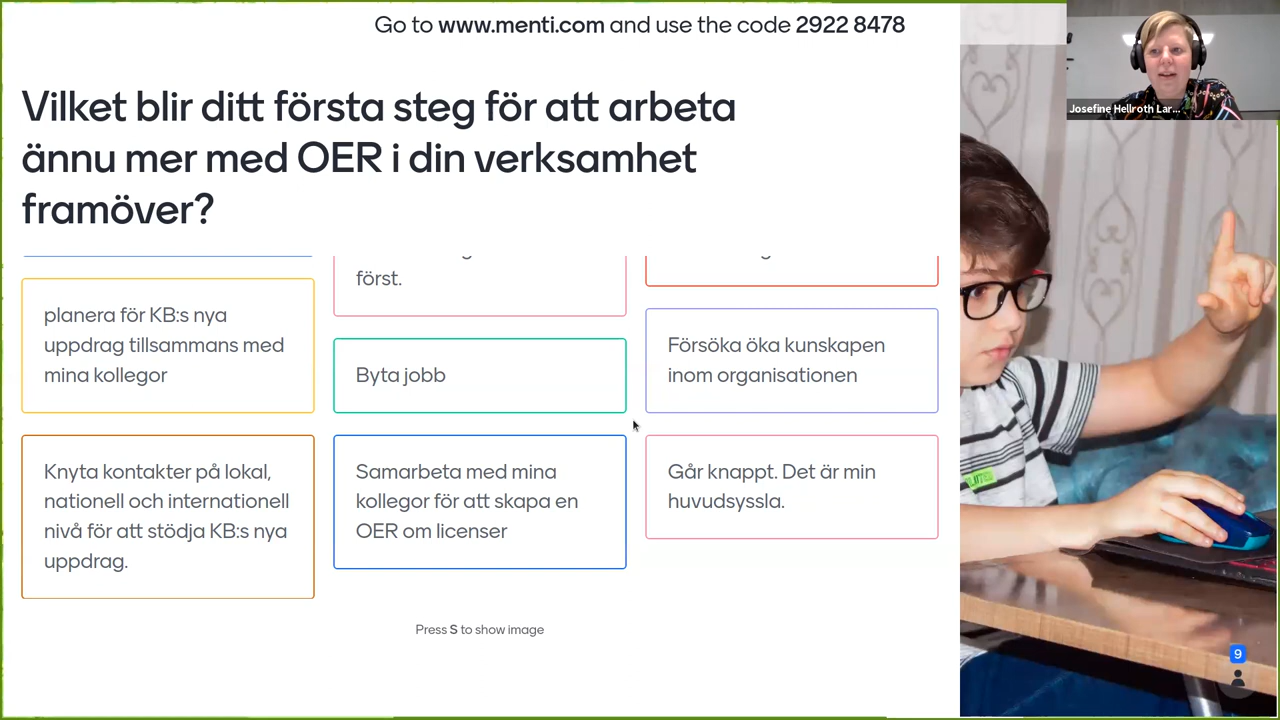 Go to www.menti.com and use the code 2922 8478
Josefine Hellroth Lar...
Vilket blir ditt första steg för att arbeta
ännu mer med OER i din verksamhet
framöver?
planera för KB:s nya
uppdrag tillsammans med
mina kollegor
Knyta kontakter på lokal,
nationell och internationell
nivå för att stödja KB:s nya
uppdrag.
först.
Byta jobb
Samarbeta med mina
kollegor för att skapa en
OER om licenser
Försöka öka kunskapen
inom organisationen
Går knappt. Det är min
huvudsyssla.
Press S to show image
9